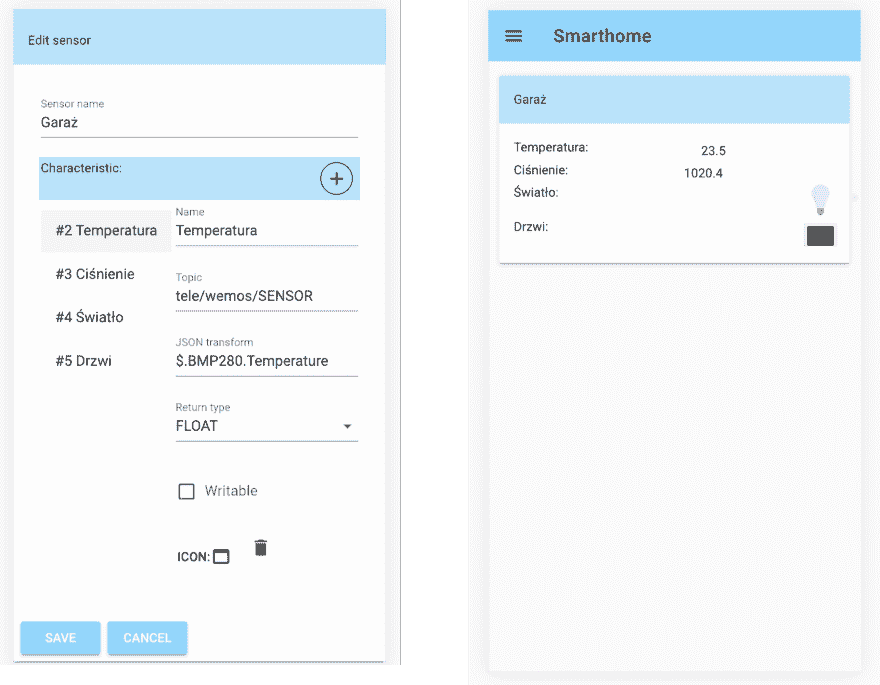 Edit sensor
Sensor name
Garaż
Characteristic:
#2 Temperatura
#3 Ciśnienie
#4 Światło
#5 Drzwi
Name
Temperatura
Topic
tele/wemos/SENSOR
JSON transform
$.BMP280.Temperature
Return type
FLOAT
Writable
ICON:
SAVE CANCEL
Smarthome
Garaż
Temperatura: 23.5
Ciśnienie: 1020.4
Światło:
Drzwi: